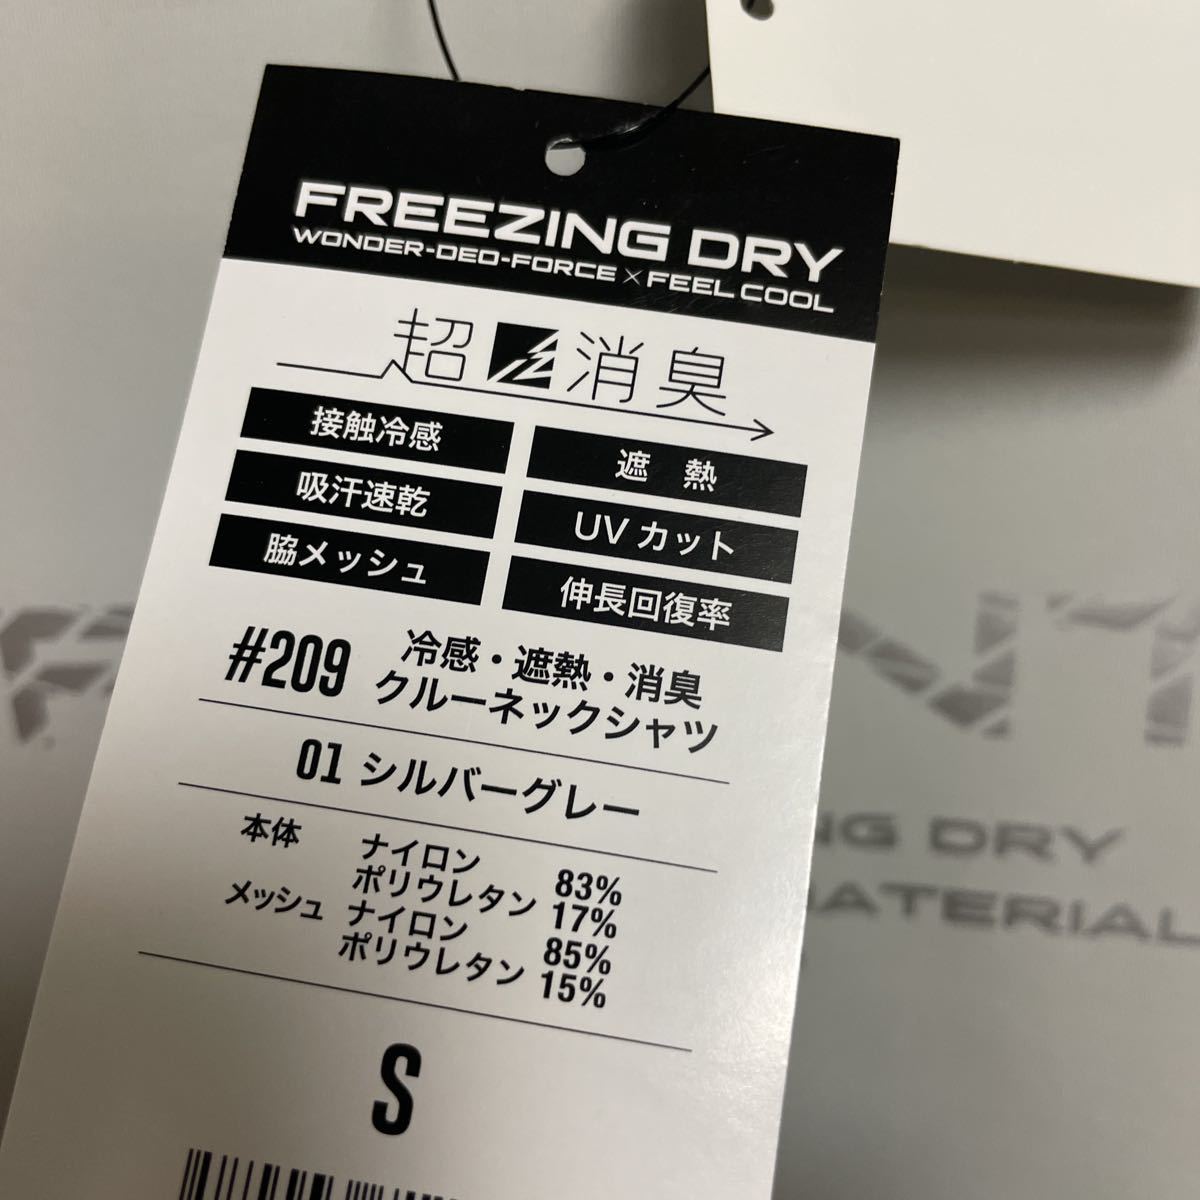 FREEZING DRY
WONDER-DEO-FORCE×FEEL COOL
超消臭
接触冷感 遮 熱
吸汗速乾 UVカット
脇メッシュ 伸長回復率
#209 冷感・遮熱・消臭
クルーネックシャツ
01 シルバーグレー
本体 ナイロン 83%
ポリウレタン 17%
メッシュ ナイロン 85%
ポリウレタン 15%
S
ZING DRY
MATERIAL